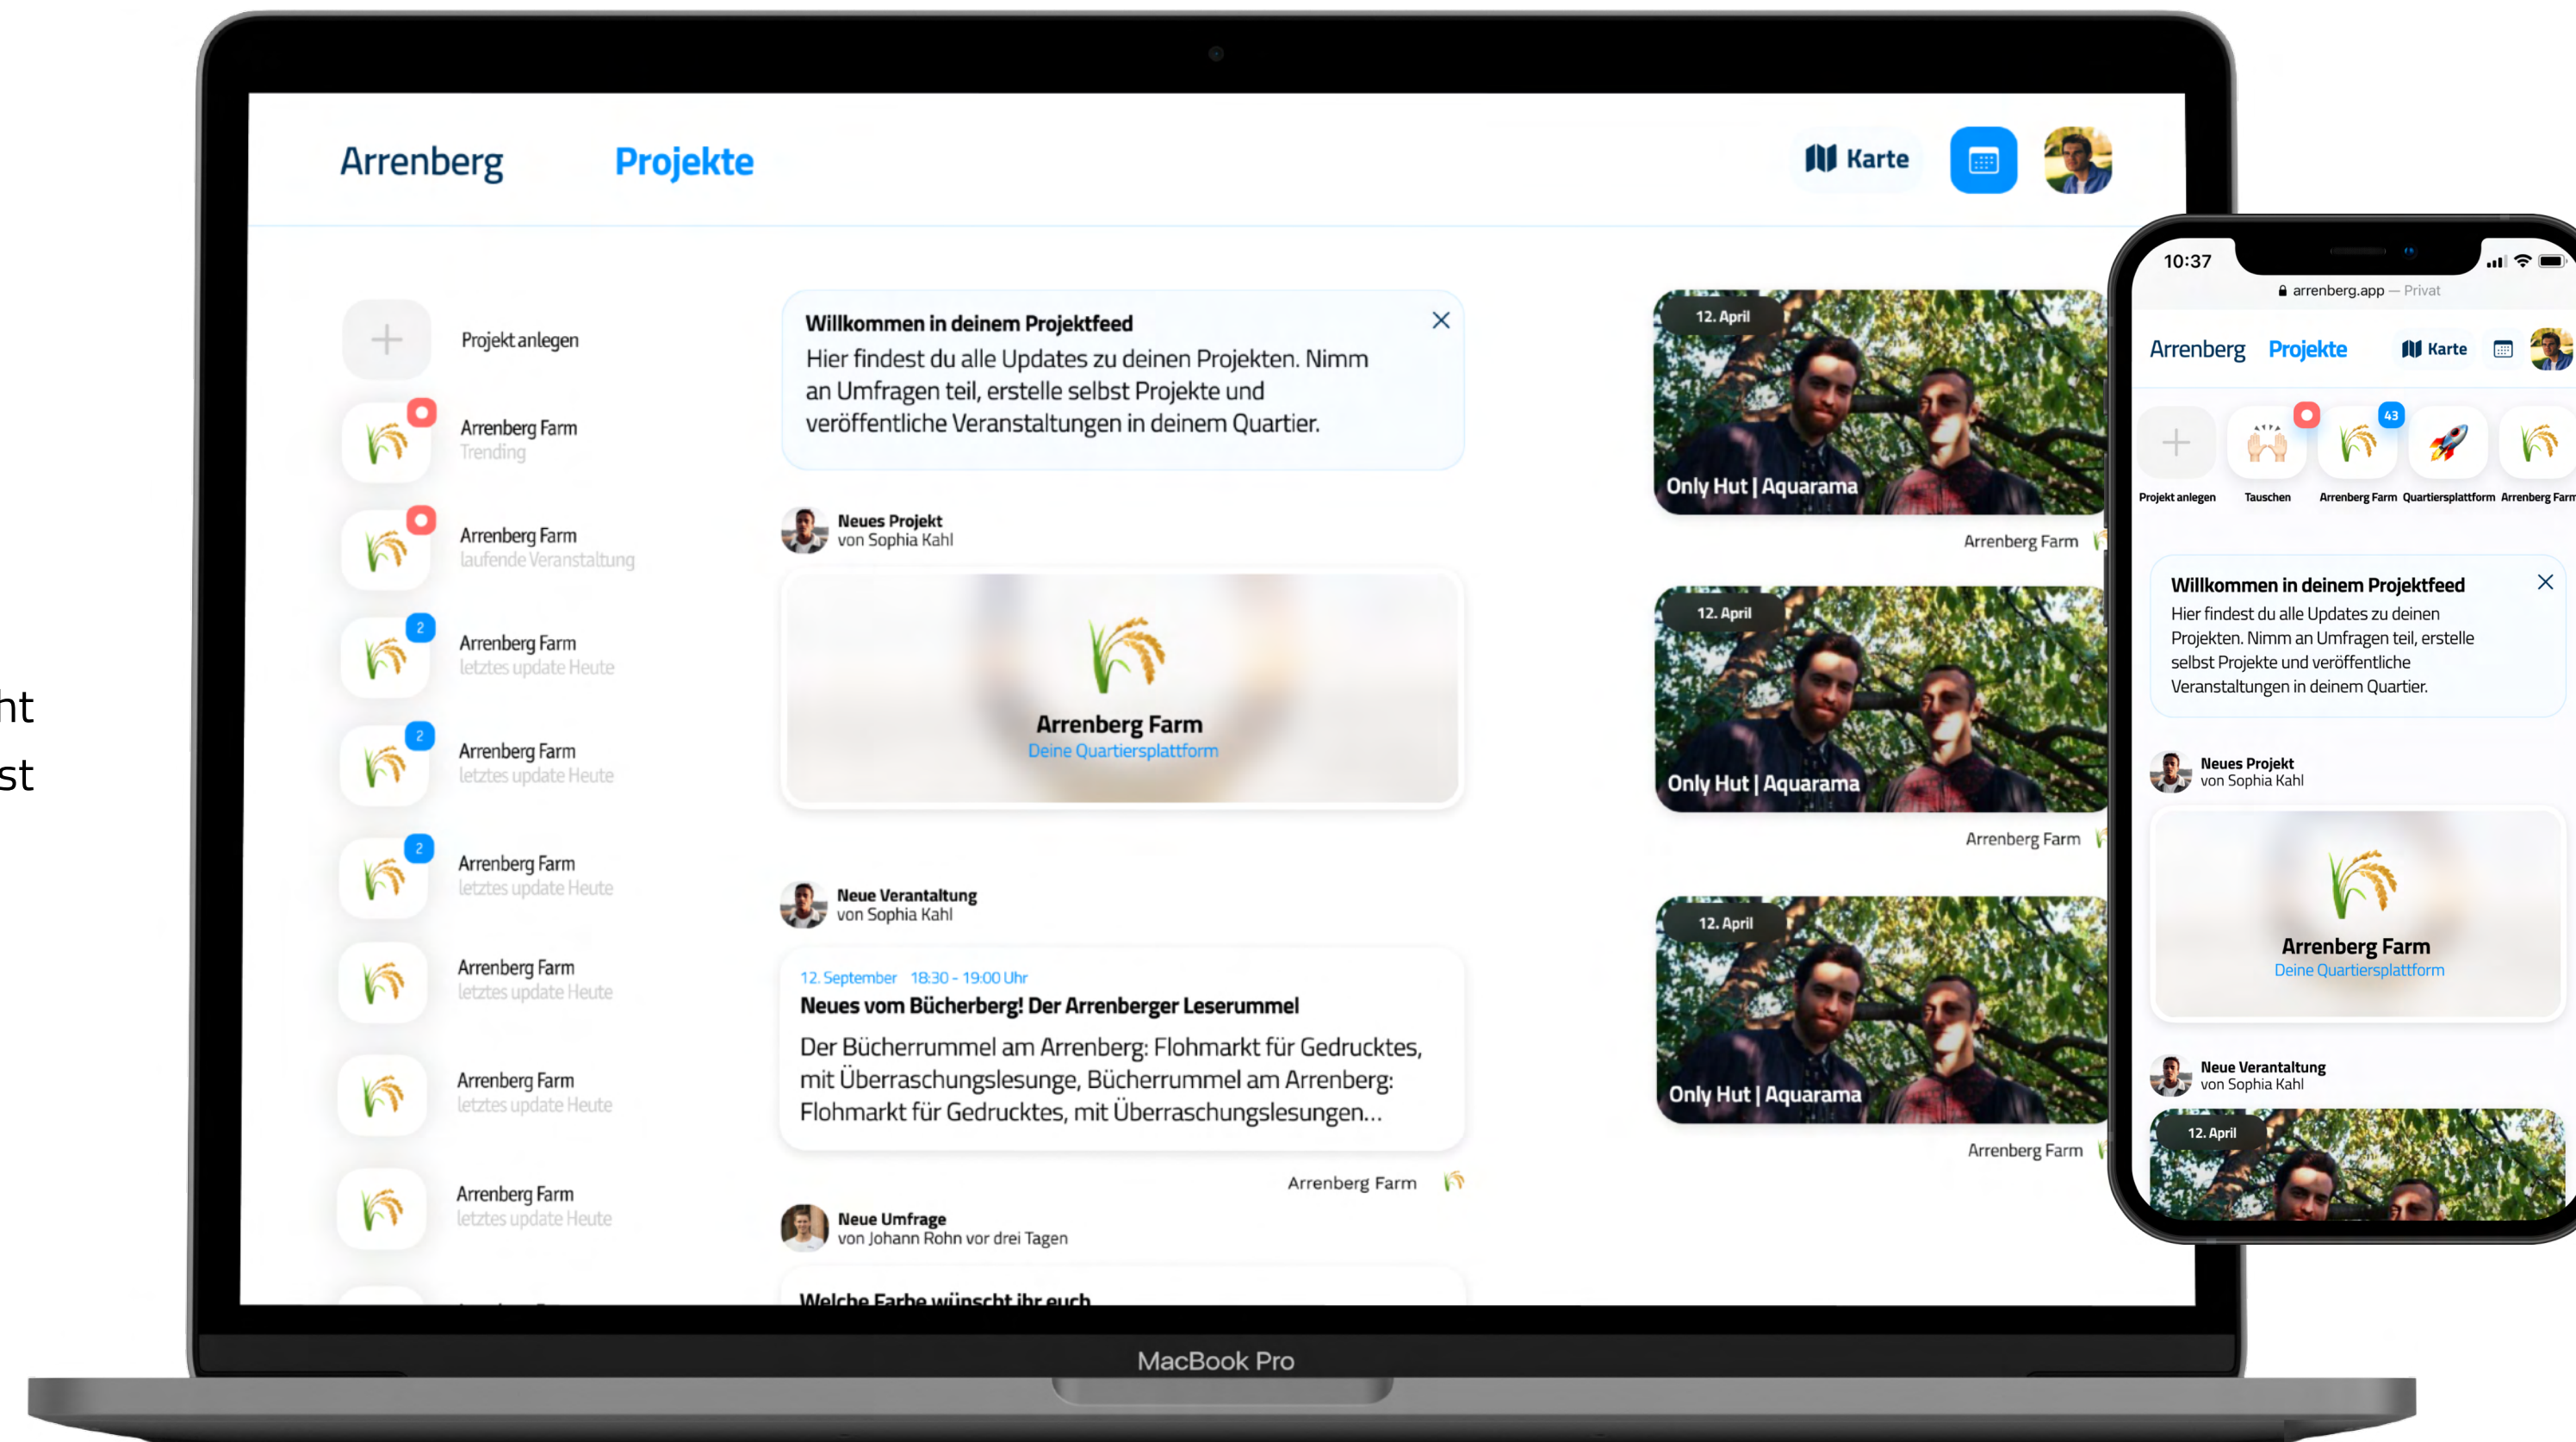 Arrenberg
Projekte
Karte
Projekt anlegen
Arrenberg Farm
Trending
Arrenberg Farm
laufende Veranstaltung
2
Arrenberg Farm
letztes update Heute
2
Arrenberg Farm
letztes update Heute
2
Arrenberg Farm
letztes update Heute
Arrenberg Farm
letztes update Heute
Arrenberg Farm
letztes update Heute
Arrenberg Farm
letztes update Heute
Willkommen in deinem Projektfeed
Hier findest du alle Updates zu deinen Projekten. Nimm
an Umfragen teil, erstelle selbst Projekte und
veröffentliche Veranstaltungen in deinem Quartier.
Neues Projekt
von Sophia Kahl
Arrenberg Farm
Deine Quartiersplattform
Neue Verantaltung
von Sophia Kahl
12. September 18:30 - 19:00 Uhr
Neues vom Bücherberg! Der Arrenberger Leserummel
Der Bücherrummel am Arrenberg: Flohmarkt für Gedrucktes,
mit Überraschungslesunge, Bücherrummel am Arrenberg:
Flohmarkt für Gedrucktes, mit Überraschungslesungen...
Arrenberg Farm
Neue Umfrage
von Johann Rohn vor drei Tagen
Welche Farbe wünscht ihr euch
12. April
Only Hut | Aquarama
Arrenberg Farm
12. April
Only Hut | Aquarama
Arrenberg Farm
12. April
Only Hut | Aquarama
Arrenberg Farm
MacBook Pro
10:37
arrenberg.app — Privat
Arrenberg Projekte Karte
43
Projekt anlegen Tauschen Arrenberg Farm Quartiersplattform Arrenberg Farm
Willkommen in deinem Projektfeed
Hier findest du alle Updates zu deinen
Projekten. Nimm an Umfragen teil, erstelle
selbst Projekte und veröffentliche
Veranstaltungen in deinem Quartier.
Neues Projekt
von Sophia Kahl
Arrenberg Farm
Deine Quartiersplattform
Neue Verantaltung
von Sophia Kahl
12. April